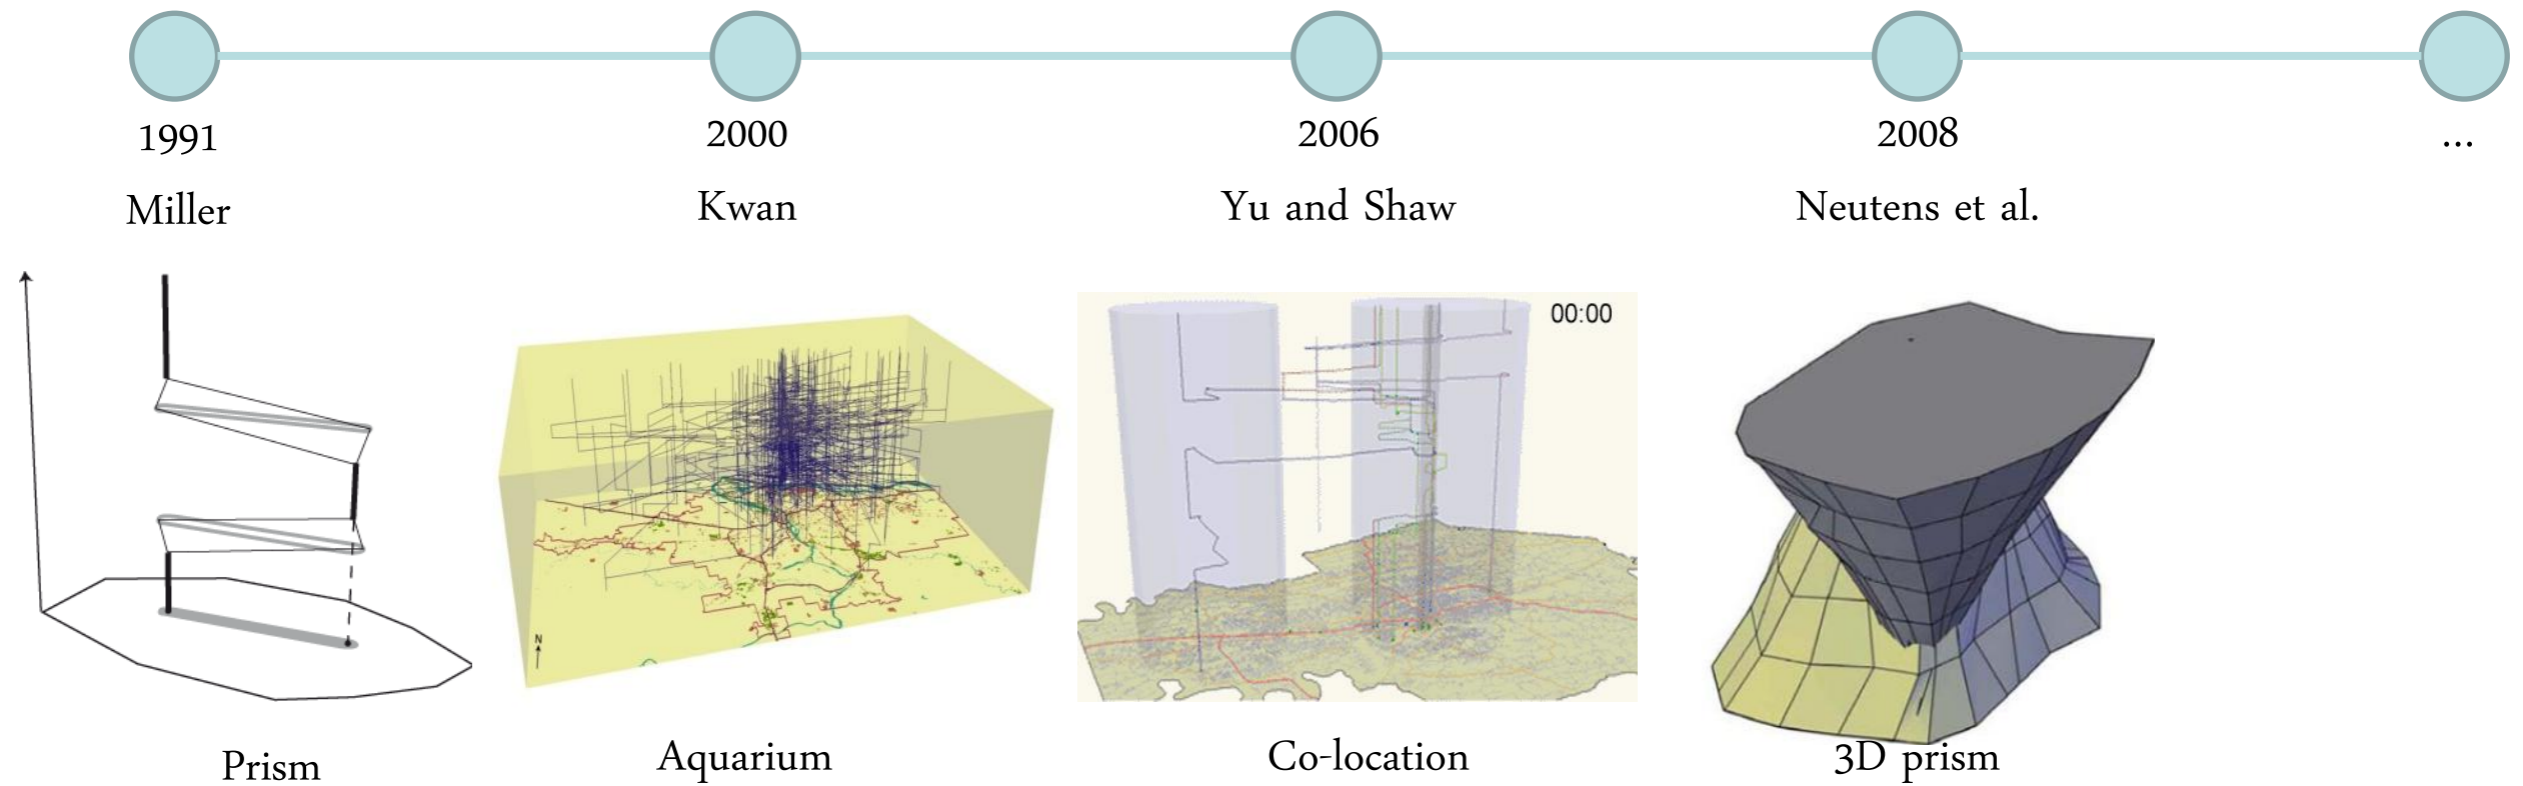 1991
2000
2006
2008
...
Miller
Kwan
Yu and Shaw
Neutens et al.
00:00
N
Prism
Aquarium
Co-location
3D prism